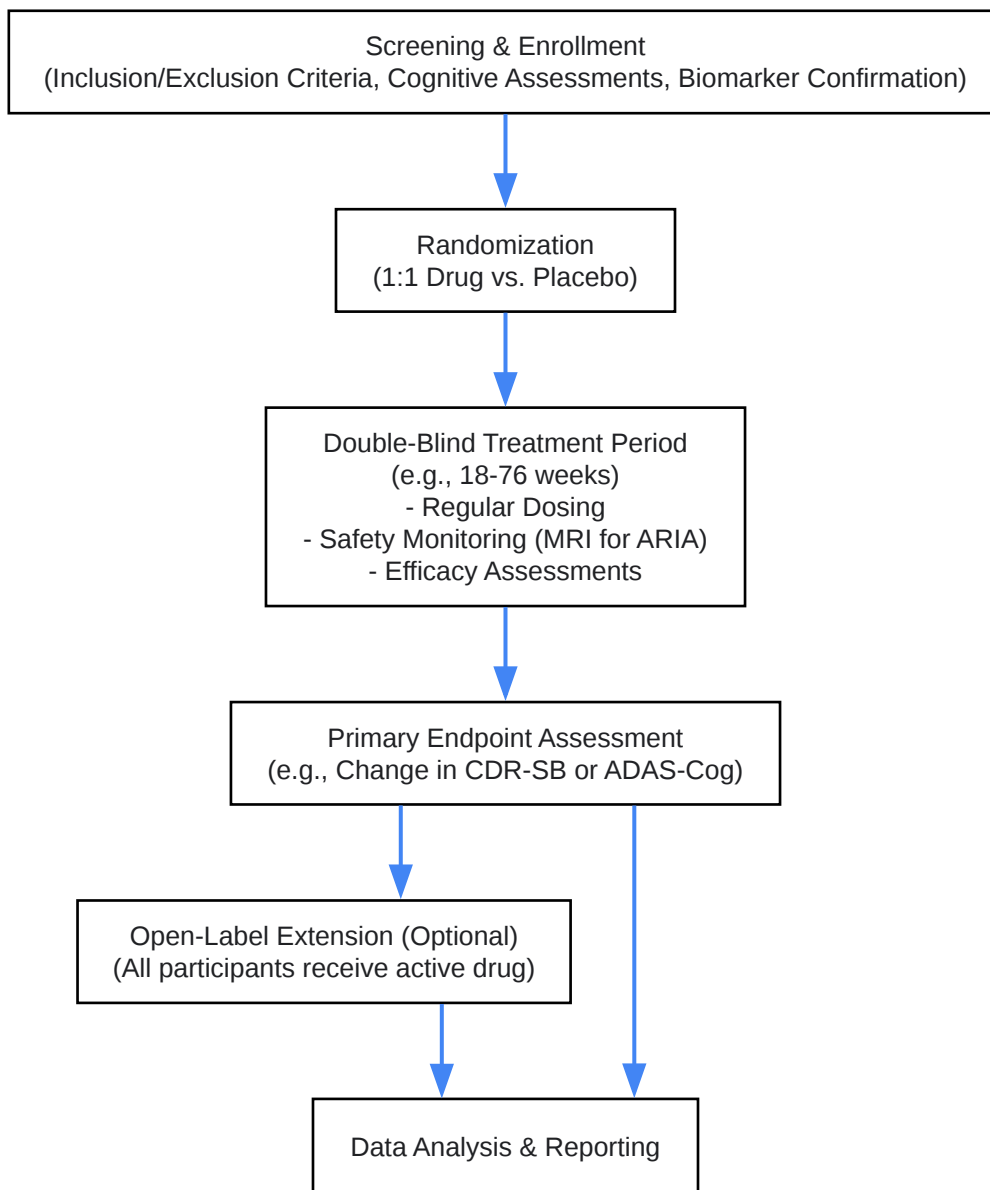 Screening & Enrollment
(Inclusion/Exclusion Criteria, Cognitive Assessments, Biomarker Confirmation)
Randomization
(1:1 Drug vs. Placebo)
Double-Blind Treatment Period
(e.g., 18-76 weeks)
- Regular Dosing
- Safety Monitoring (MRI for ARIA)
- Efficacy Assessments
Primary Endpoint Assessment
(e.g., Change in CDR-SB or ADAS-Cog)
Open-Label Extension (Optional)
(All participants receive active drug)
Data Analysis & Reporting